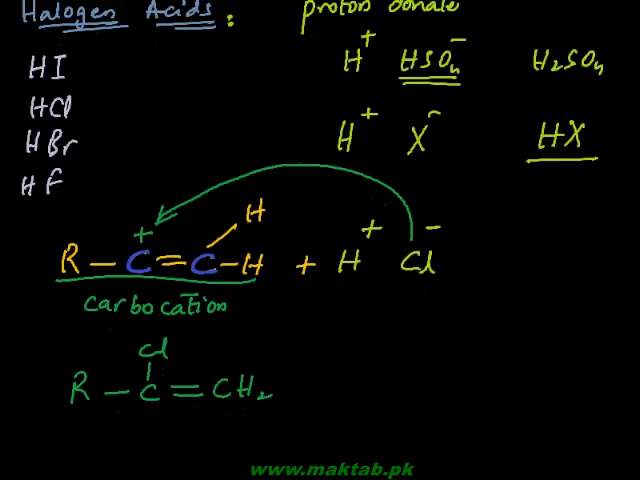 Halogen Acids : proton donate
HI H+ HSO4− H2SO4
HCl
HBr H+ X− HX
HF
R — C+ = C — H + H+ Cl−
H
carbocation
Cl
R — C = CH2
www.maktab.pk